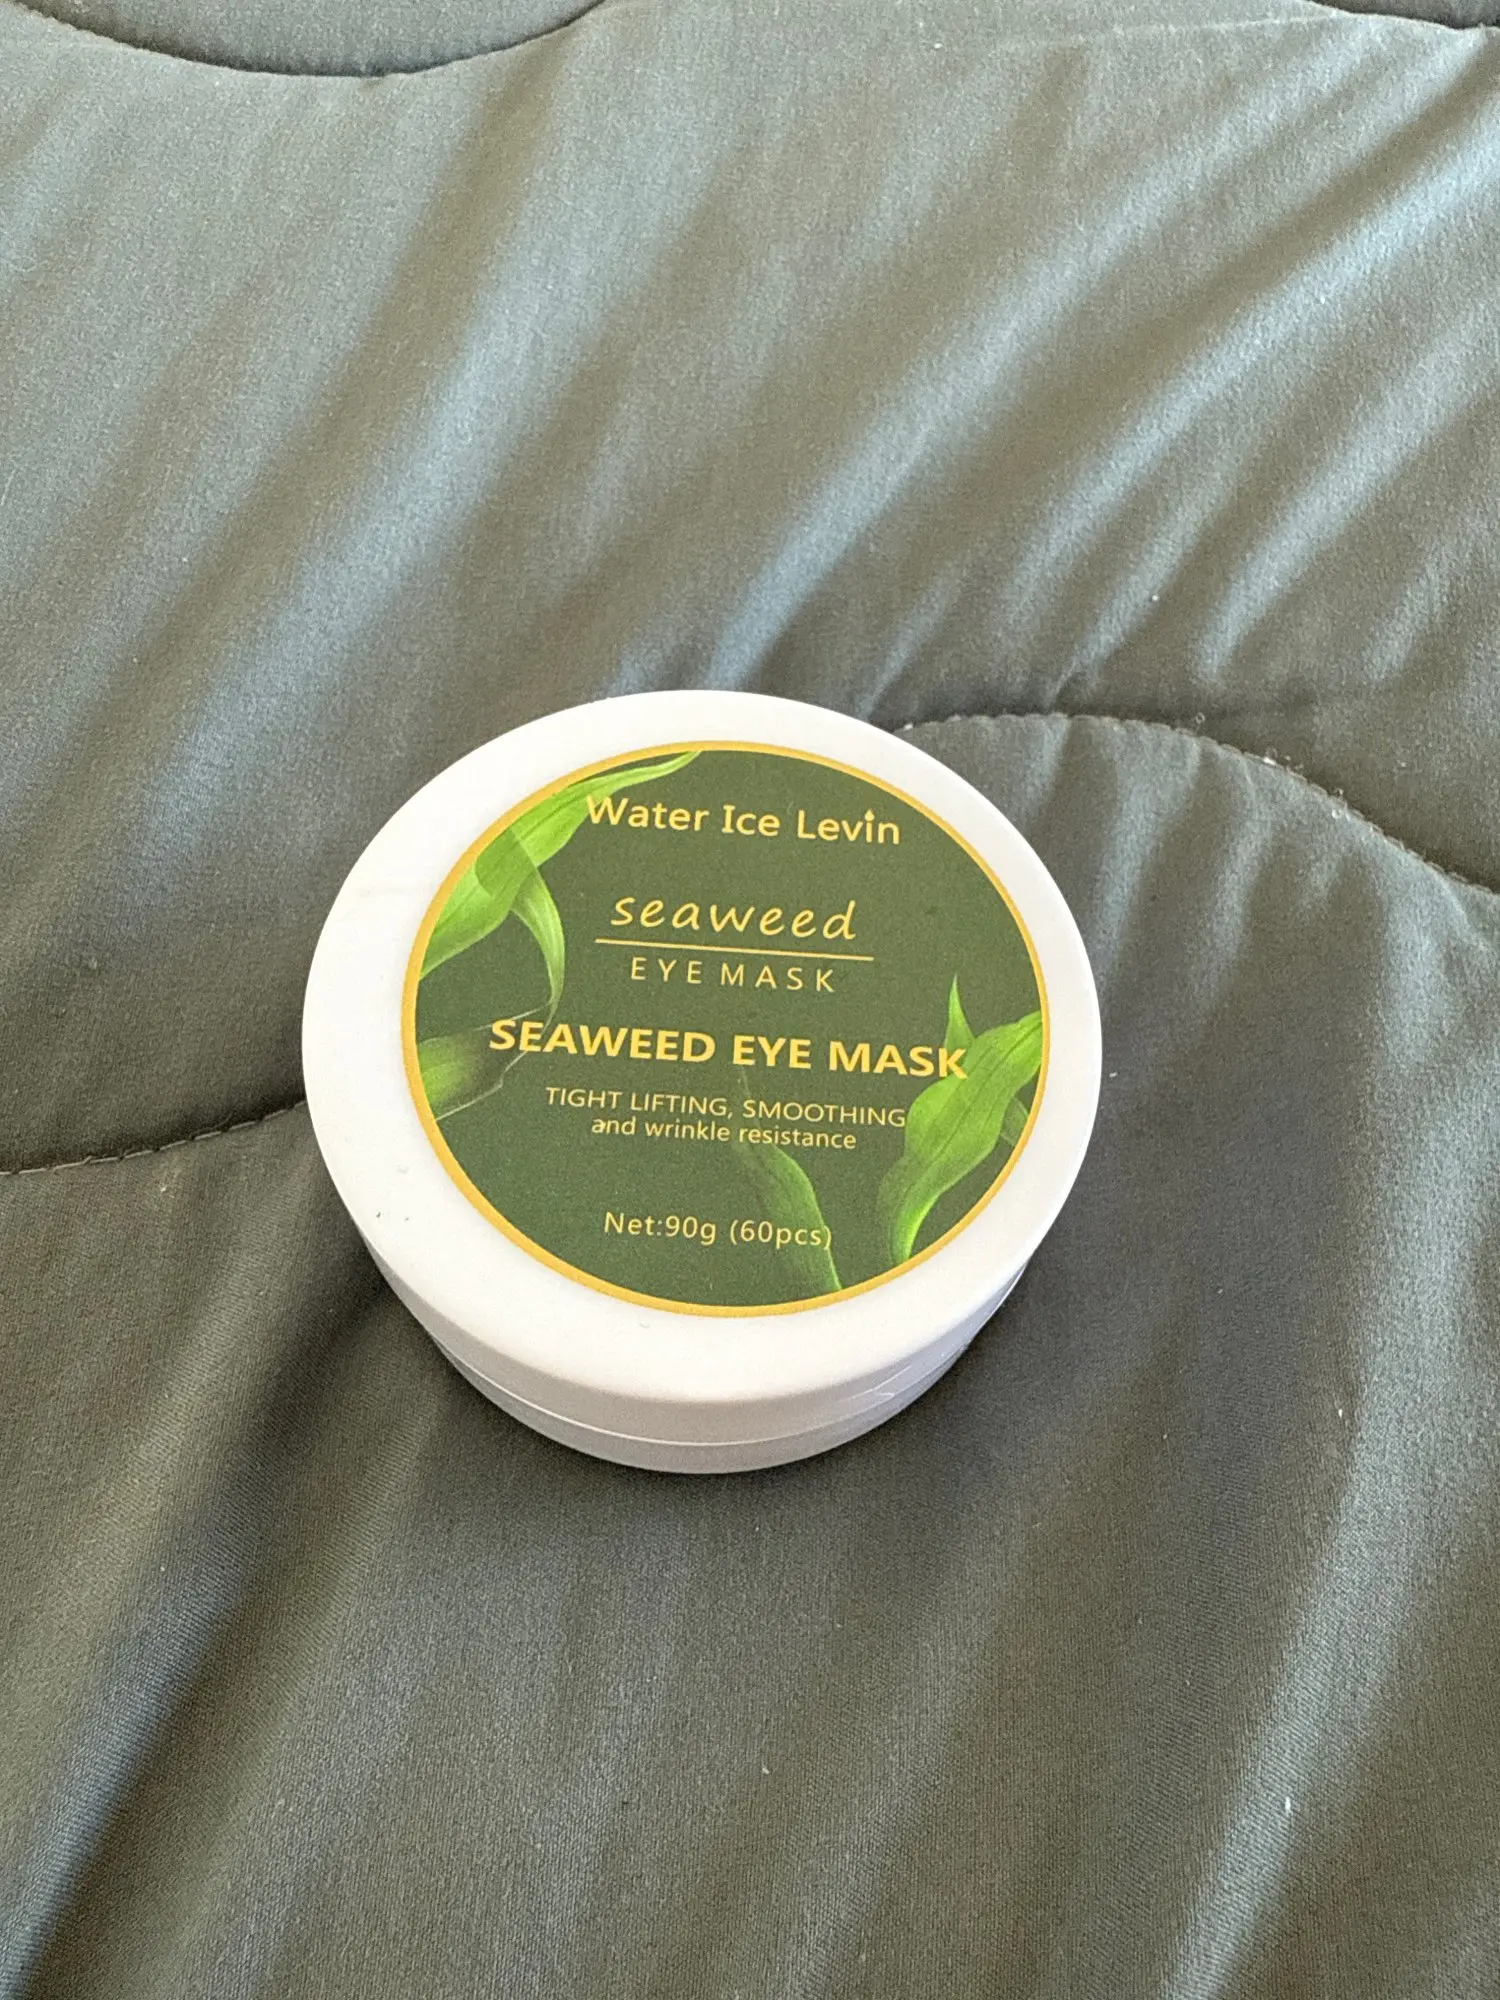 Water Ice Levin
seaweed
EYE MASK
SEAWEED EYE MASK
TIGHT LIFTING, SMOOTHING
and wrinkle resistance
Net:90g (60pcs)